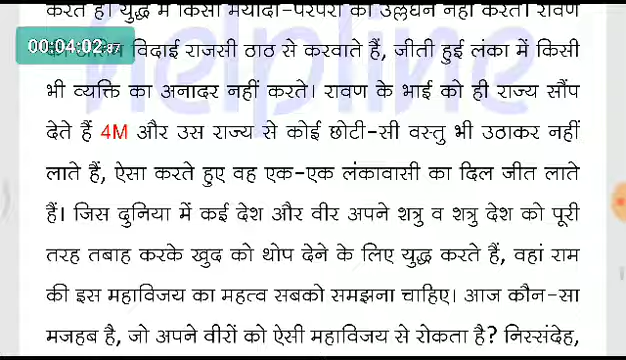 करते हैं। युद्ध में किसी मर्यादा-परंपरा का उल्लंघन नहीं करते। रावण
00:04:02 विदाई राजसी ठाठ से करवाते हैं, जीती हुई लंका में किसी
भी व्यक्ति का अनादर नहीं करते। रावण के भाई को ही राज्य सौंप
देते हैं 4M और उस राज्य से कोई छोटी-सी वस्तु भी उठाकर नहीं
लाते हैं, ऐसा करते हुए वह एक-एक लंकावासी का दिल जीत लाते
हैं। जिस दुनिया में कई देश और वीर अपने शत्रु व शत्रु देश को पूरी
तरह तबाह करके खुद को थोप देने के लिए युद्ध करते हैं, वहां राम
की इस महाविजय का महत्व सबको समझना चाहिए। आज कौन-सा
मजहब है, जो अपने वीरों को ऐसी महाविजय से रोकता है? निस्संदेह,
helpline